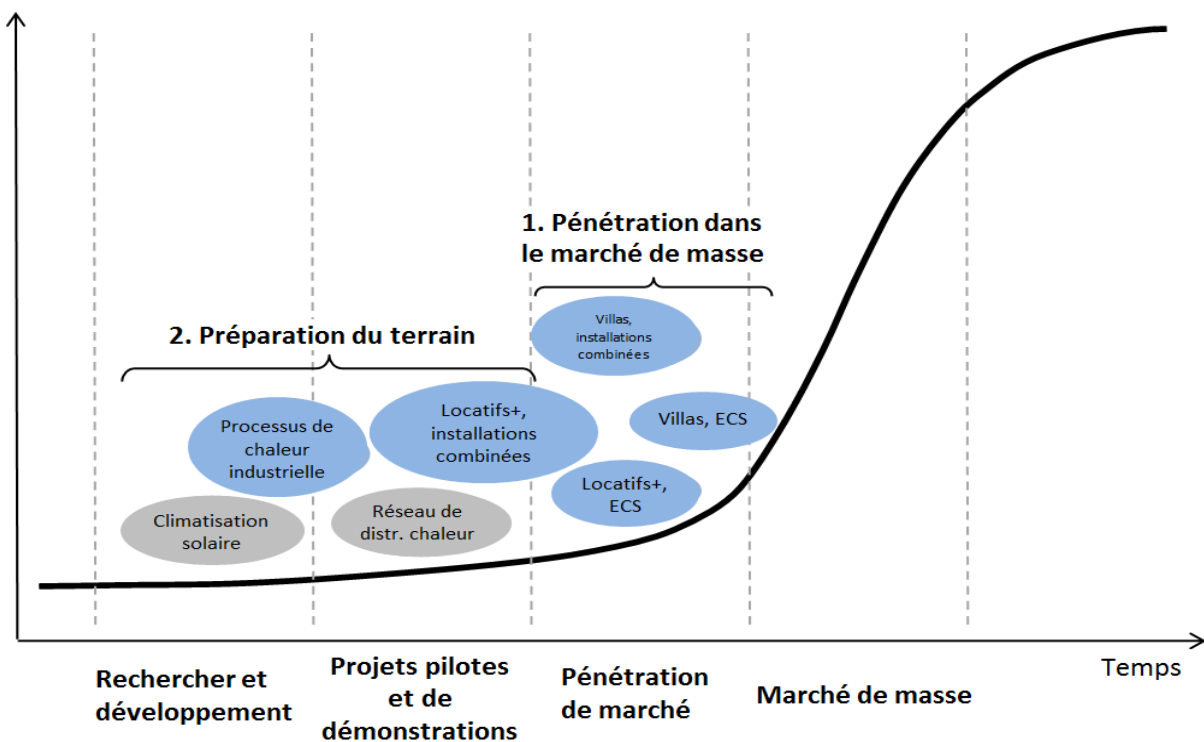 1. Pénétration dans
le marché de masse
Villas,
installations
combinées
2. Préparation du terrain
Processus de
chaleur
industrielle
Locatifs+,
installations
combinées
Villas, ECS
Locatifs+,
ECS
Climatisation
solaire
Réseau de
distr. chaleur
Temps
Rechercher et
développement
Projets pilotes
et de
démonstrations
Pénétration
de marché
Marché de masse